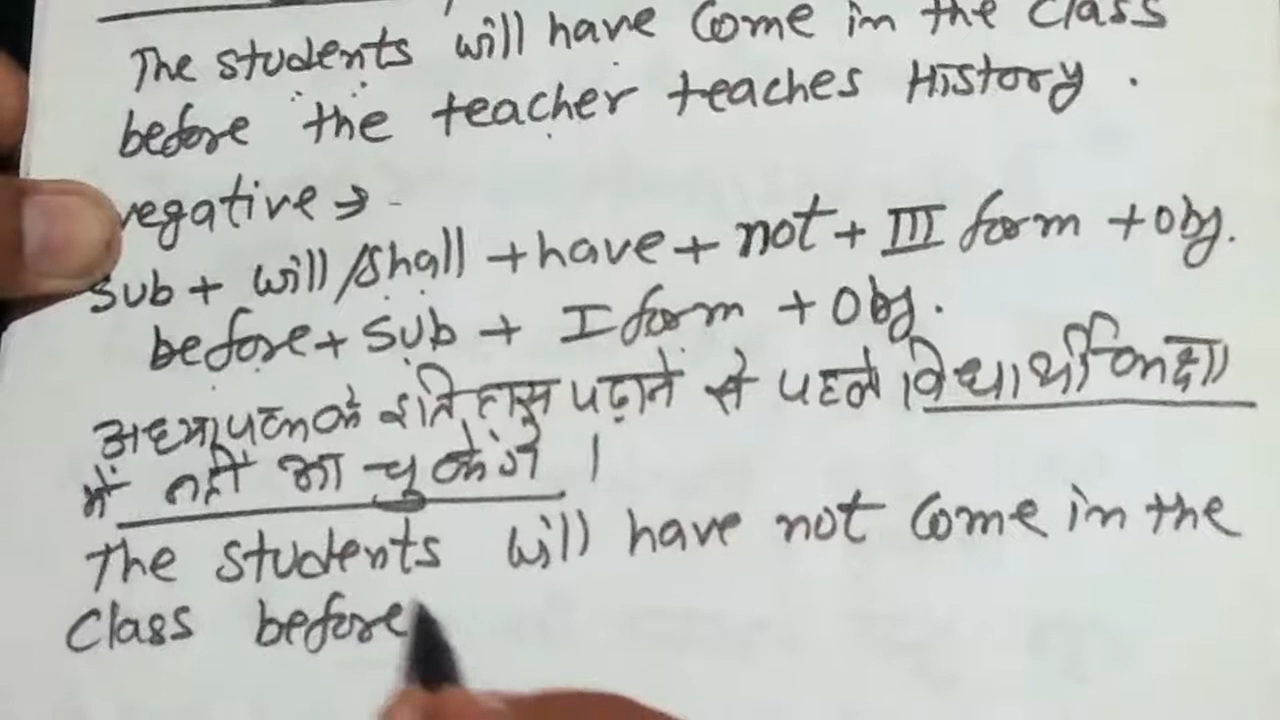 The students will have Come in the Class
before the teacher teaches History .
negative →
Sub + will/shall + have + not + III form + obj.
before + Sub + I form + Obj.
अध्यापक के इतिहास पढ़ाने से पहले विद्यार्थी कक्षा
में नहीं आ चुकेंगे ।
The students will have not Come in the
Class before